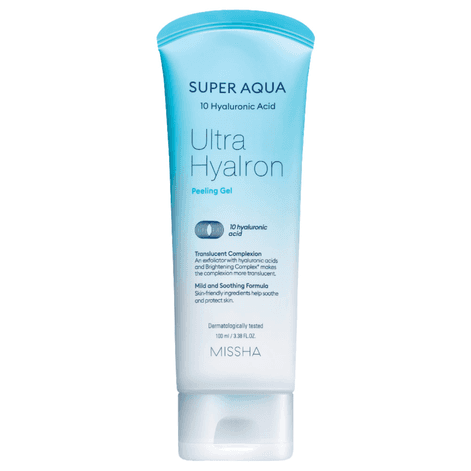 SUPER AQUA
10 Hyaluronic Acid
Ultra
Hyalron
Peeling Gel
10 hyaluronic
acid
Translucent Complexion
An exfoliator with hyaluronic acids
and Brightening Complex* makes
the complexion more translucent.
Mild and Soothing Formula
Skin-friendly ingredients help soothe
and protect skin.
Dermatologically tested
100 ml / 3.38 FL.OZ.
MISSHA